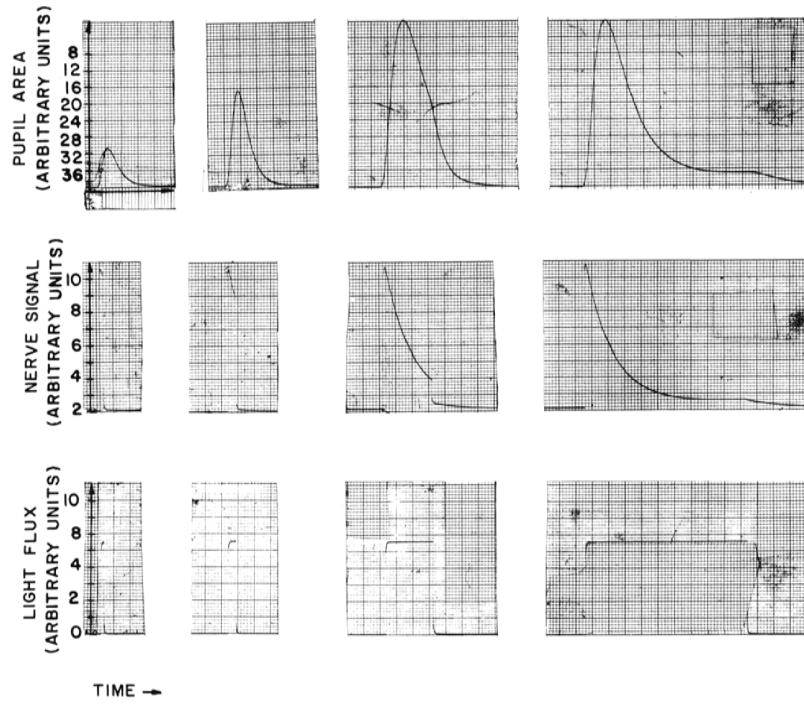 PUPIL AREA
(ARBITRARY UNITS)
8
12
16
20
24
28
32
36
NERVE SIGNAL
(ARBITRARY UNITS)
10
8
6
4
2
LIGHT FLUX
(ARBITRARY UNITS)
10
8
6
4
2
0
TIME →